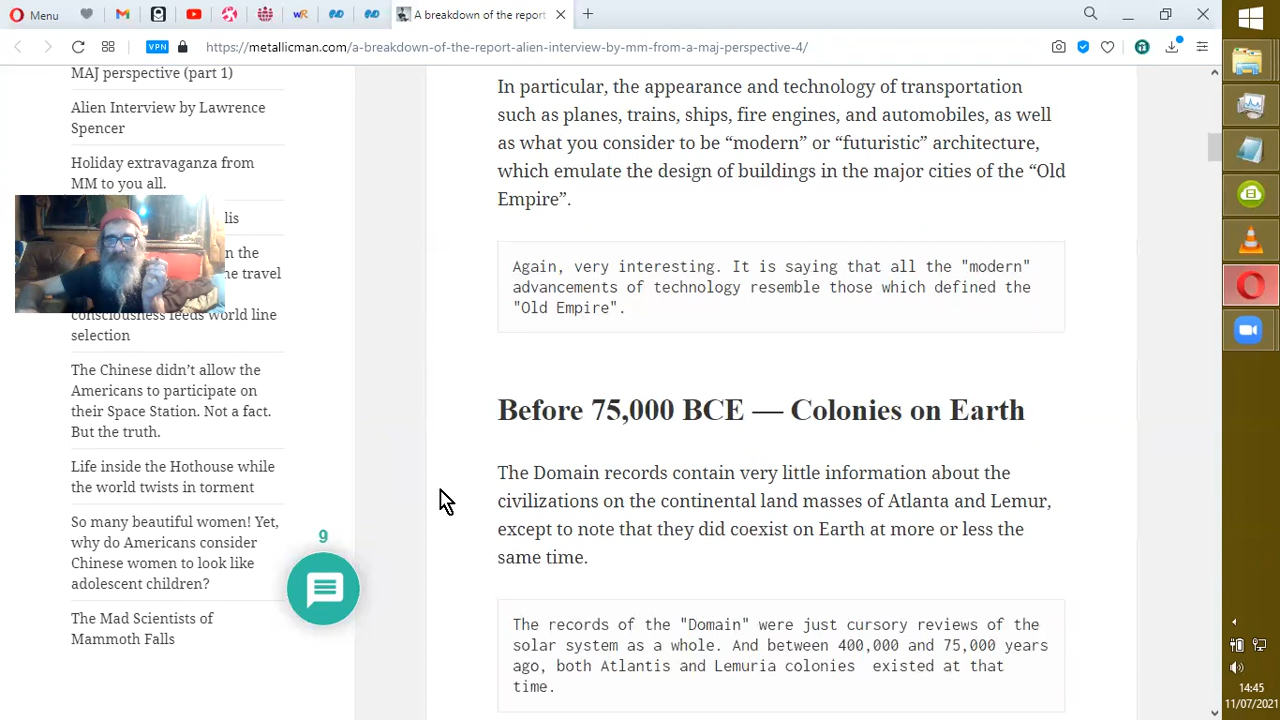 Menu
A breakdown of the report
VPN
https://metallicman.com/a-breakdown-of-the-report-alien-interview-by-mm-from-a-maj-perspective-4/
MAJ perspective (part 1)
Alien Interview by Lawrence
Spencer
Holiday extravaganza from
MM to you all.
lis
n the
ne travel
consciousness feeds world line
selection
The Chinese didn’t allow the
Americans to participate on
their Space Station. Not a fact.
But the truth.
Life inside the Hothouse while
the world twists in torment
So many beautiful women! Yet,
why do Americans consider
Chinese women to look like
adolescent children?
The Mad Scientists of
Mammoth Falls
9
In particular, the appearance and technology of transportation
such as planes, trains, ships, fire engines, and automobiles, as well
as what you consider to be “modern” or “futuristic” architecture,
which emulate the design of buildings in the major cities of the “Old
Empire”.
Again, very interesting. It is saying that all the "modern"
advancements of technology resemble those which defined the
"Old Empire".
Before 75,000 BCE — Colonies on Earth
The Domain records contain very little information about the
civilizations on the continental land masses of Atlanta and Lemur,
except to note that they did coexist on Earth at more or less the
same time.
The records of the "Domain" were just cursory reviews of the
solar system as a whole. And between 400,000 and 75,000 years
ago, both Atlantis and Lemuria colonies existed at that
time.
14:45
11/07/2021